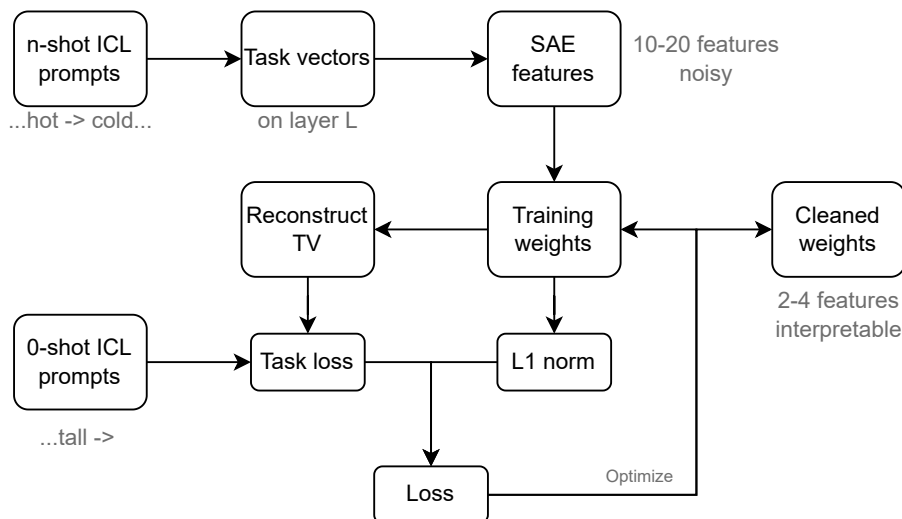 n-shot ICL
prompts
...hot -> cold...
Task vectors
on layer L
SAE
features
10-20 features
noisy
Reconstruct
TV
Training
weights
Cleaned
weights
2-4 features
interpretable
0-shot ICL
prompts
...tall ->
Task loss
L1 norm
Loss
Optimize